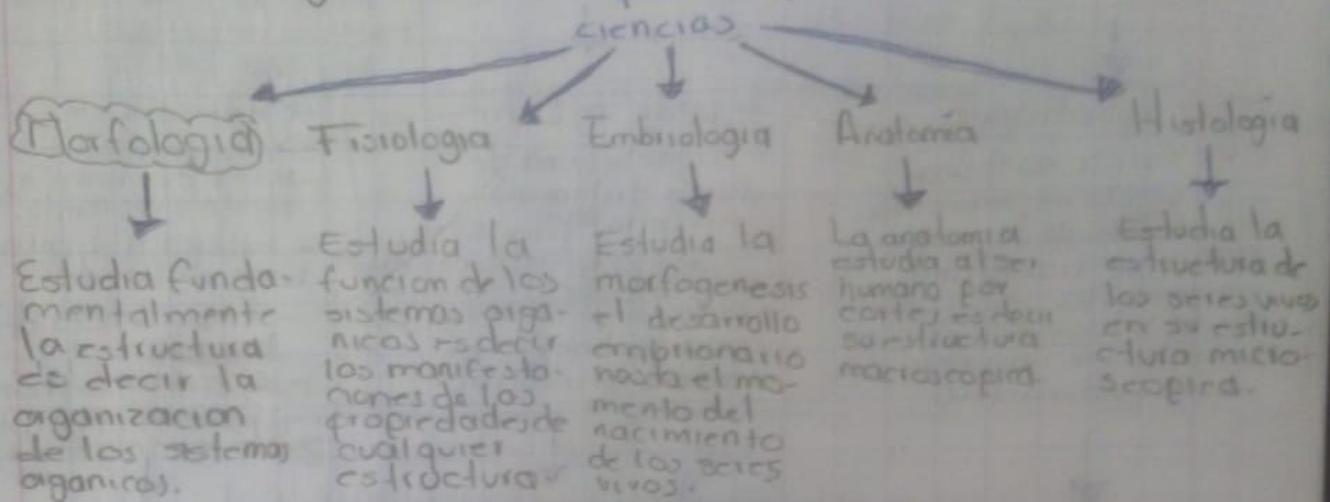 ciencias
Morfologia
Fisiologia
Embriologia
Anatomía
Histología
Estudia funda-
mentalmente
la estructura
es decir la
organizacion
de los sistemas
organicos.
Estudia la
funcion de los
sistemas orga-
nicos es decir
las manifesta-
ciones de las
propiedades de
cualquier
estructura.
Estudia la
morfogenesis
el desarrollo
embrionario
hasta el mo-
mento del
nacimiento
de los seres
vivos.
La anatomia
estudia al ser
humano por
cortes, es decir
su estructura
macroscopica.
Estudia la
estructura de
los seres vivos
en su estru-
ctura micro-
scopica.